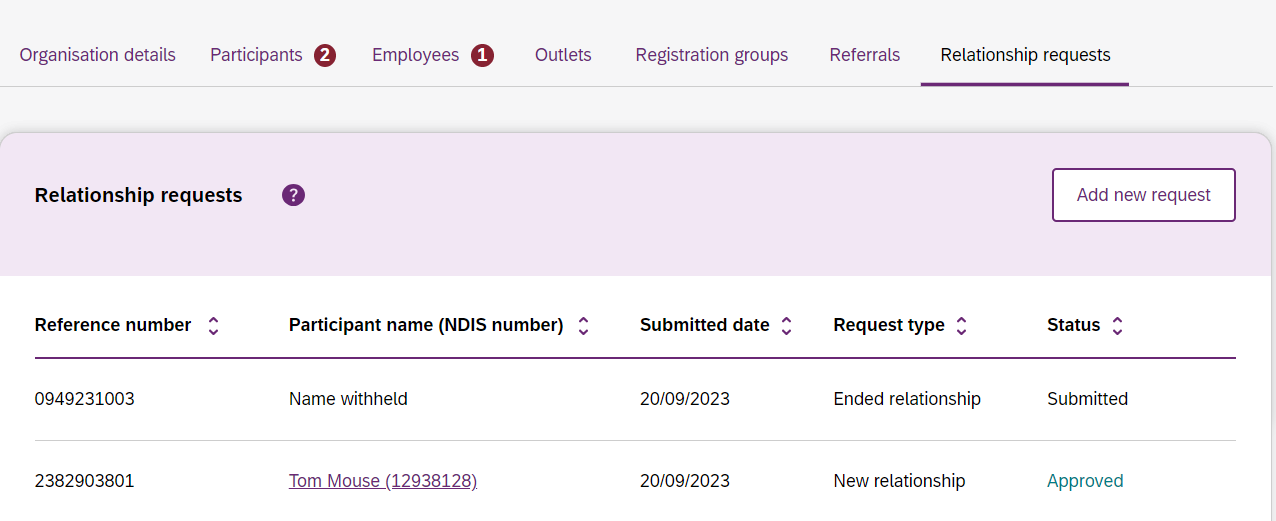 Organisation details Participants 2 Employees 1 Outlets Registration groups Referrals Relationship requests
Relationship requests ? Add new request
Reference number Participant name (NDIS number) Submitted date Request type Status
0949231003 Name withheld 20/09/2023 Ended relationship Submitted
2382903801 Tom Mouse (12938128) 20/09/2023 New relationship Approved